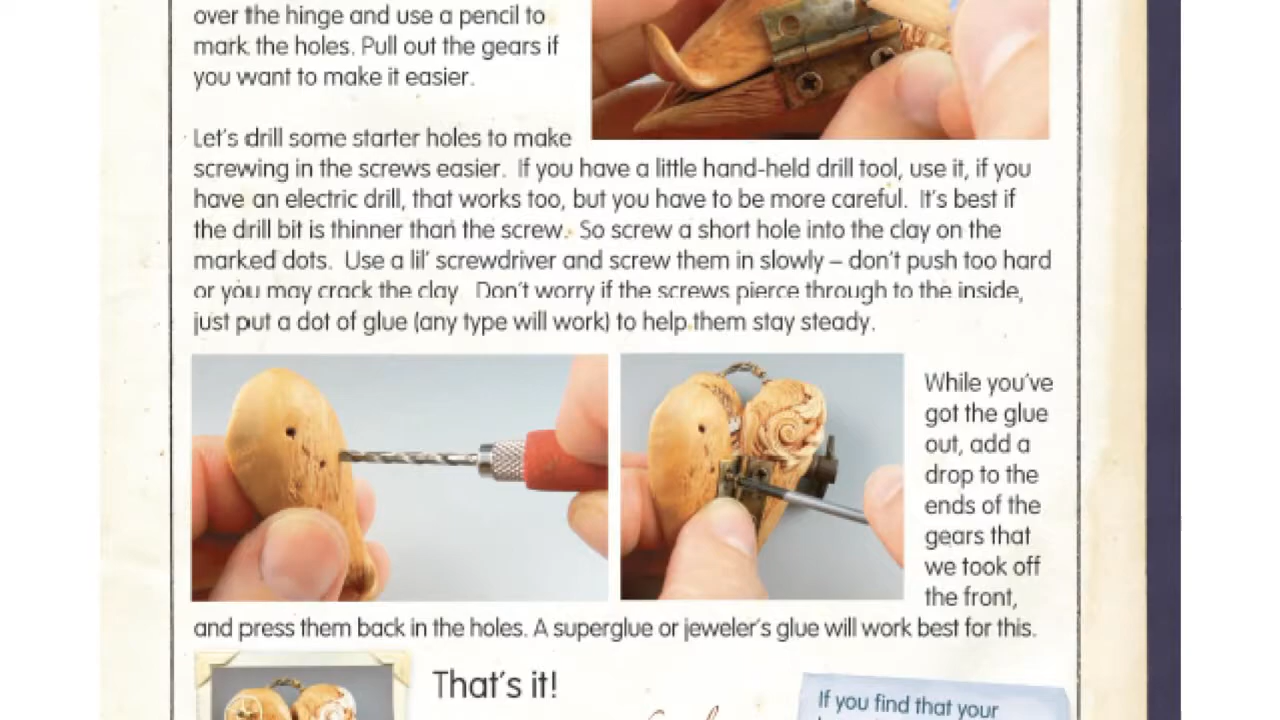 over the hinge and use a pencil to
mark the holes. Pull out the gears if
you want to make it easier.
Let's drill some starter holes to make
screwing in the screws easier. If you have a little hand-held drill tool, use it, if you
have an electric drill, that works too, but you have to be more careful. It's best if
the drill bit is thinner than the screw. So screw a short hole into the clay on the
marked dots. Use a lil' screwdriver and screw them in slowly – don't push too hard
or you may crack the clay Don't worry if the screws pierce through to the inside,
just put a dot of glue (any type will work) to help them stay steady.
While you've
got the glue
out, add a
drop to the
ends of the
gears that
we took off
the front,
and press them back in the holes. A superglue or jeweler's glue will work best for this.
That's it!
If you find that your